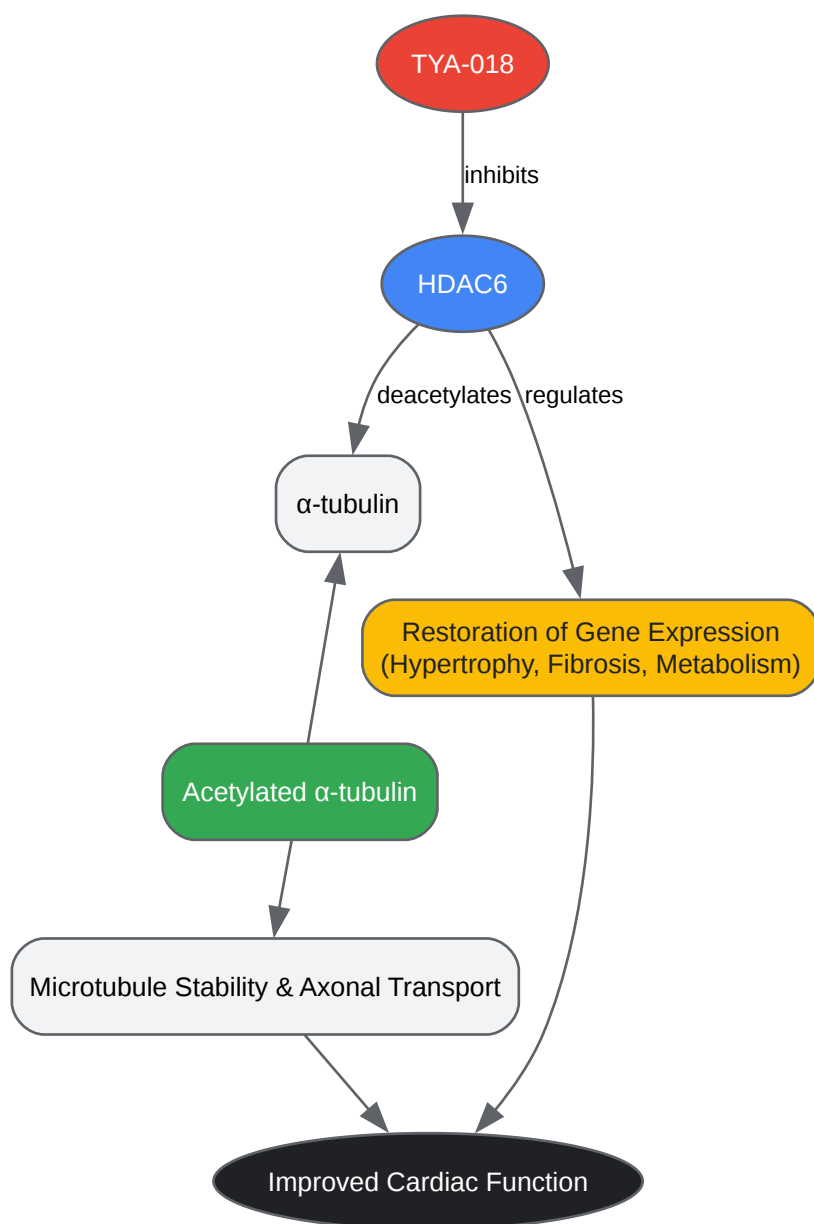 TYA-018
inhibits
HDAC6
deacetylates
regulates
α-tubulin
Restoration of Gene Expression
(Hypertrophy, Fibrosis, Metabolism)
Acetylated α-tubulin
Microtubule Stability & Axonal Transport
Improved Cardiac Function